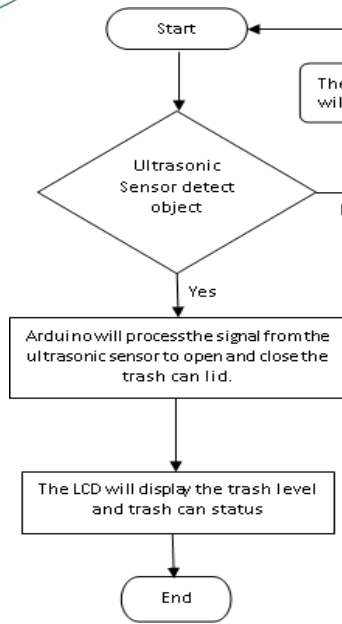 Start
The
will
Ultrasonic
Sensor detect
object
Yes
Arduino will process the signal from the
ultrasonic sensor to open and close the
trash can lid.
The LCD will display the trash level
and trash can status
End